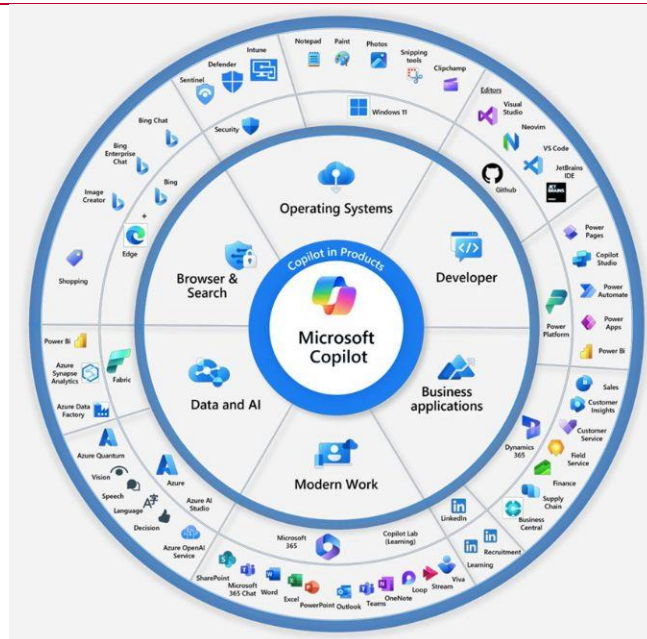 Copilot in Products
Microsoft
Copilot
Operating Systems
Developer
Business
applications
Modern Work
Data and AI
Browser &
Search
Windows 11
Notepad
Paint
Photos
Snipping
tools
Clipchamp
Github
Editors
Visual
Studio
Neovim
VS Code
JetBrains
IDE
JET
BRAINS
Power
Platform
Power
Pages
Copilot
Studio
Power
Automate
Power
Apps
Power Bi
Dynamics
365
Sales
Customer
Insights
Customer
Service
Field
Service
Finance
Supply
Chain
Business
Central
LinkedIn
Recruitment
Learning
Microsoft
365
Copilot Lab
(Learning)
SharePoint
Microsoft
365 Chat
Word
Excel
PowerPoint
Outlook
Teams
OneNote
Loop
Stream
Viva
Azure
Azure AI
Studio
Azure Quantum
Vision
Speech
Language
Decision
Azure OpenAI
Service
Fabric
Power Bi
Azure
Synapse
Analytics
Azure Data
Factory
Edge
+
Bing
Shopping
Image
Creator
Bing
Enterprise
Chat
Bing Chat
Security
Sentinel
Defender
Intune